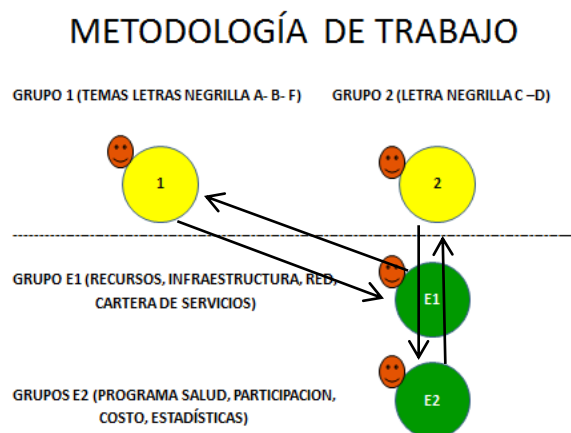 METODOLOGÍA DE TRABAJO
GRUPO 1 (TEMAS LETRAS NEGRILLA A- B- F)
GRUPO 2 (LETRA NEGRILLA C –D)
1
2
GRUPO E1 (RECURSOS, INFRAESTRUCTURA, RED,
CARTERA DE SERVICIOS)
E1
GRUPOS E2 (PROGRAMA SALUD, PARTICIPACION,
COSTO, ESTADÍSTICAS)
E2